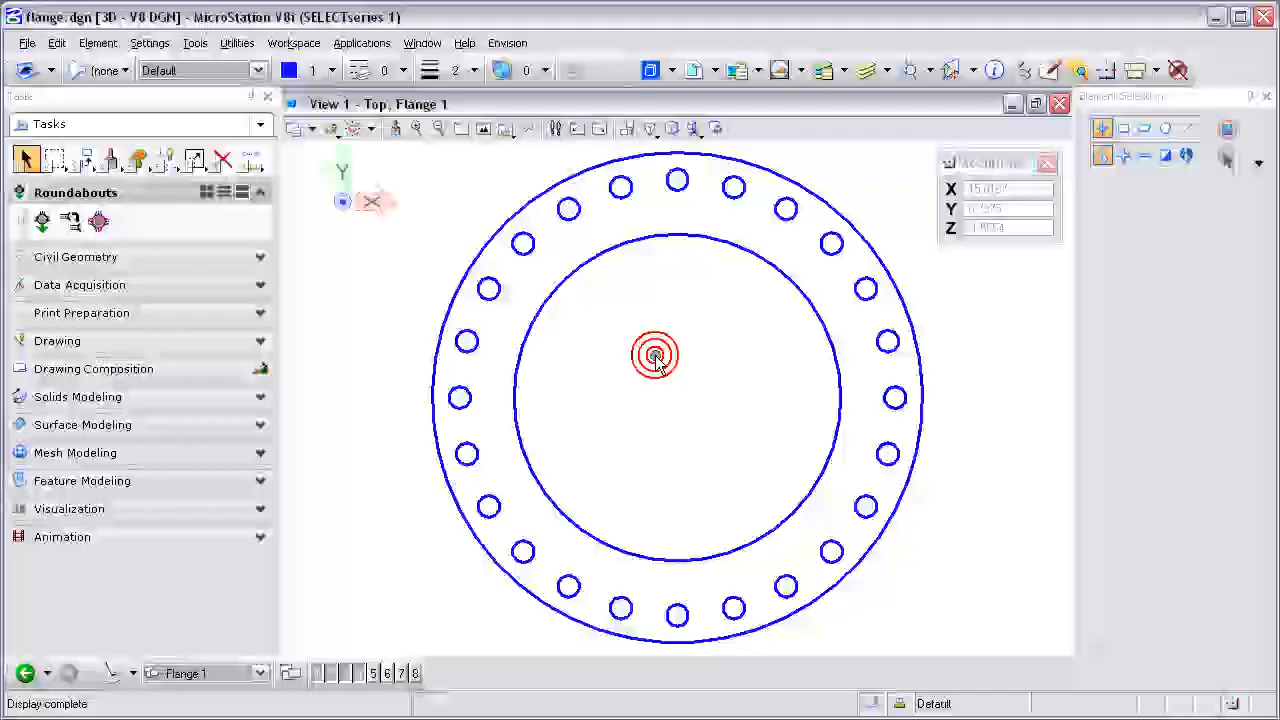 flange.dgn [3D - V8 DGN] - MicroStation V8i (SELECTseries 1)
File Edit Element Settings Tools Utilities Workspace Applications Window Help Envision
(none Default 1 0 2 0
Tasks
View 1 - Top, Flange 1
Element Selection
Tasks
Roundabouts
Civil Geometry
Data Acquisition
Print Preparation
Drawing
Drawing Composition
Solids Modeling
Surface Modeling
Mesh Modeling
Feature Modeling
Visualization
Animation
Y
X
X
Y
Z
Flange 1
5 6 7 8
Display complete
Default